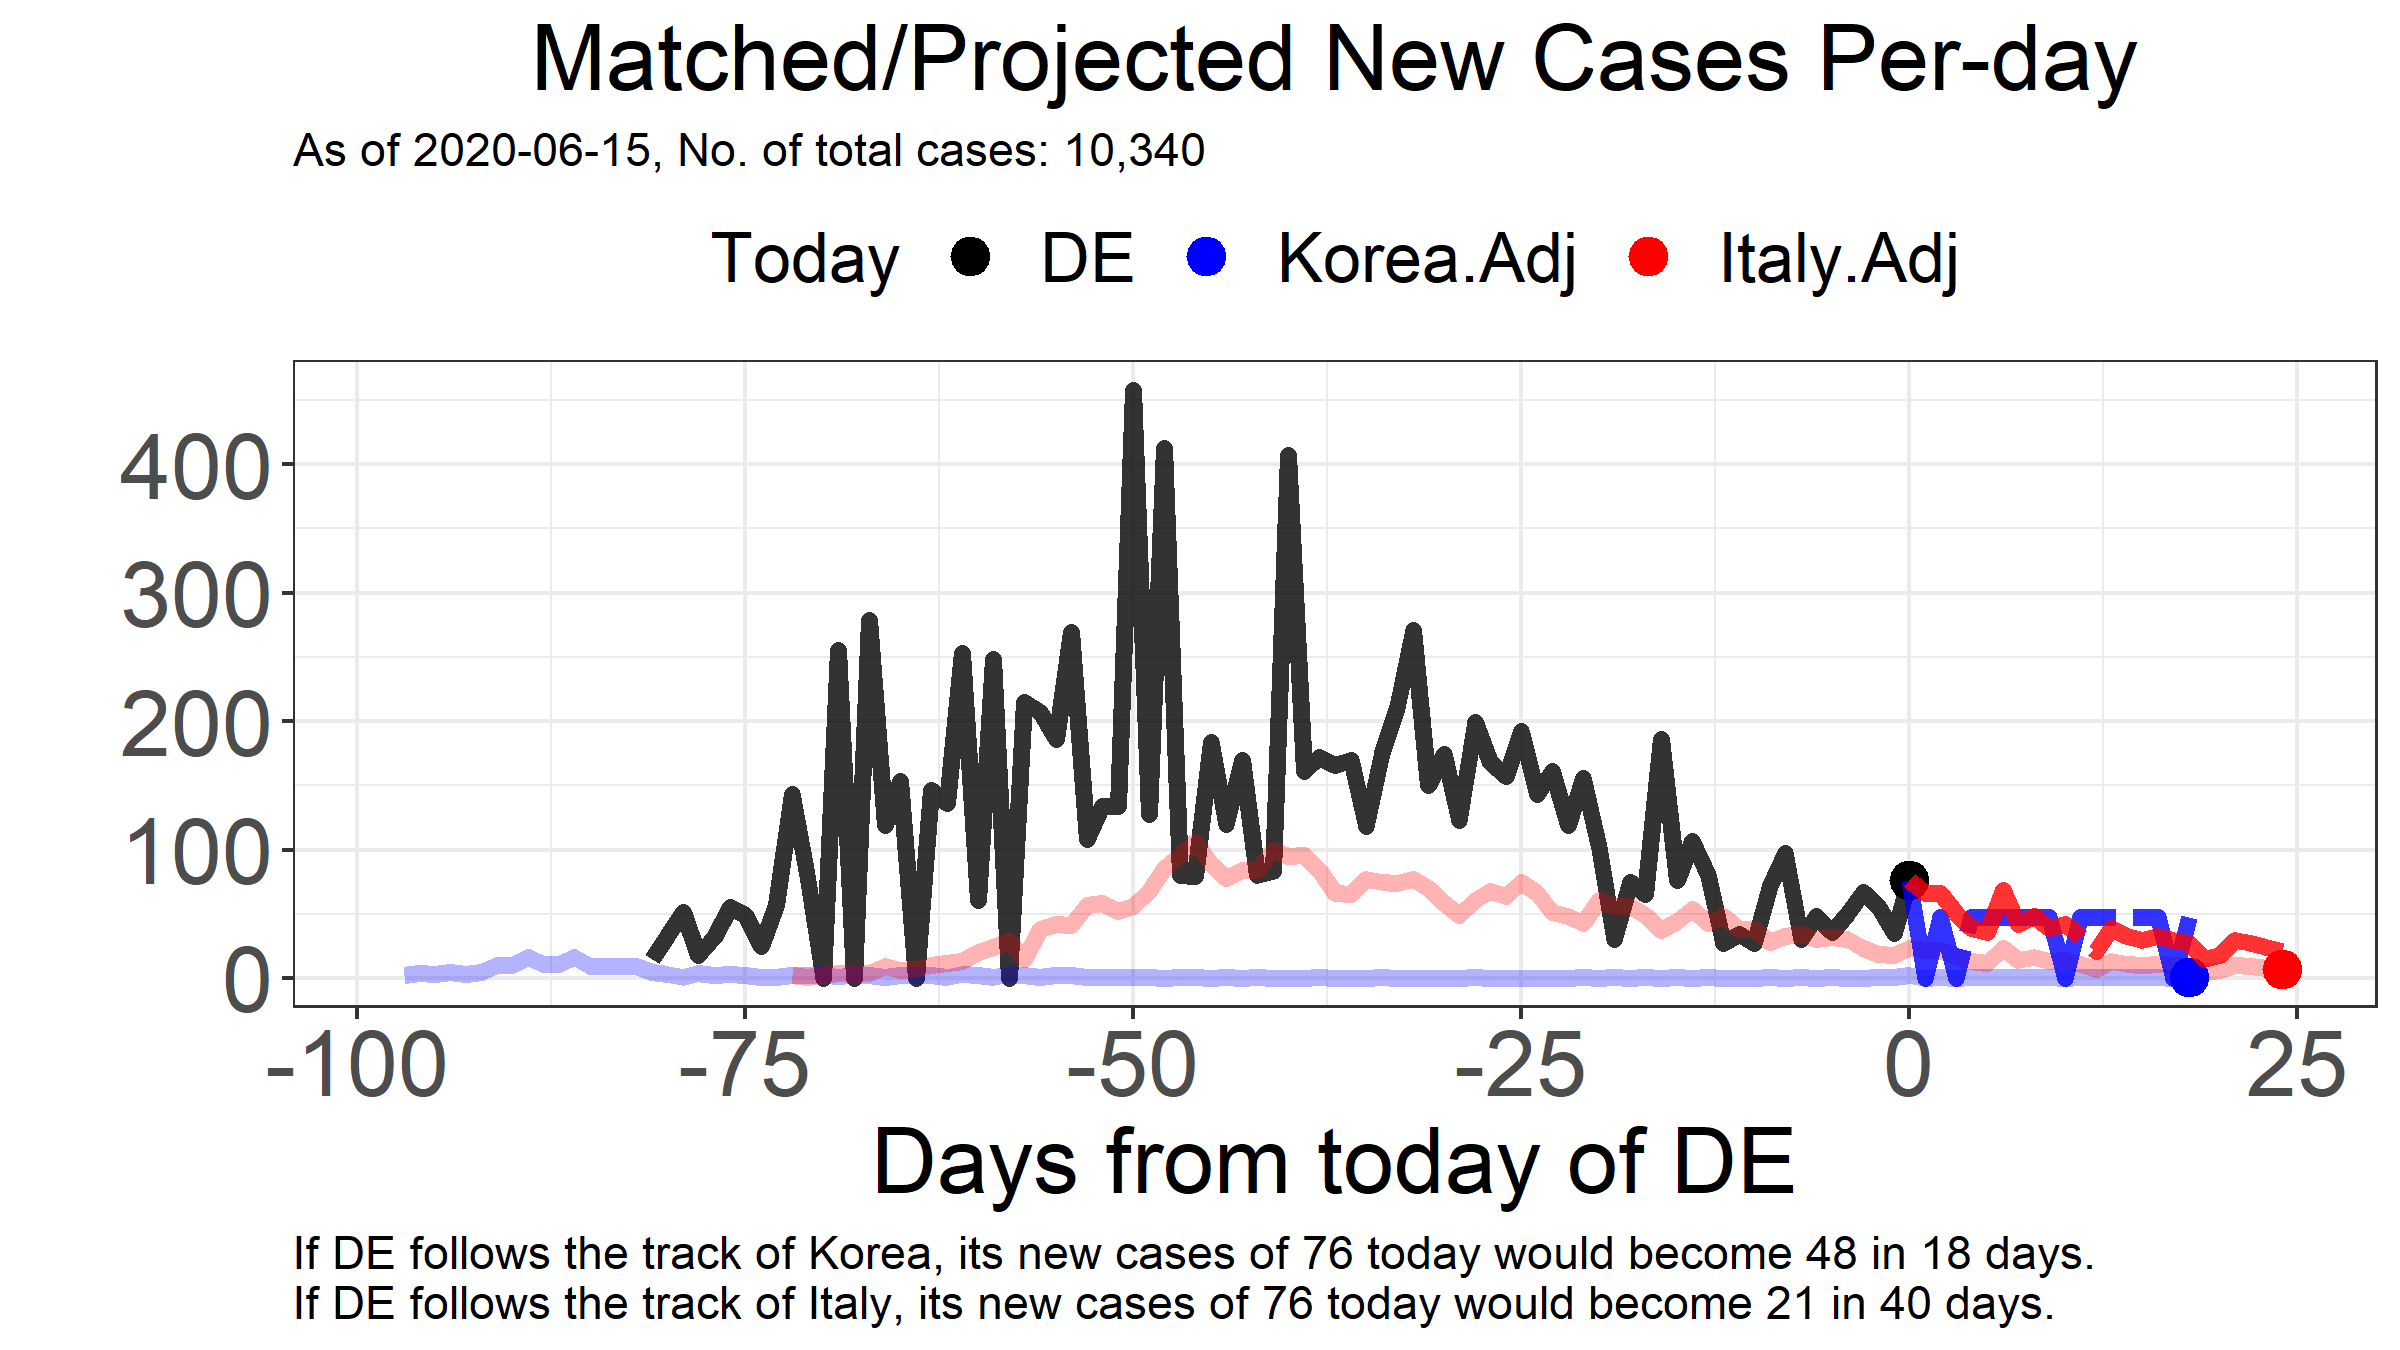 Matched/Projected New Cases Per-day
As of 2020-06-15, No. of total cases: 10,340
Today DE Korea.Adj Italy.Adj
400
300
200
100
0
-100 -75 -50 -25 0 25
Days from today of DE
If DE follows the track of Korea, its new cases of 76 today would become 48 in 18 days.
If DE follows the track of Italy, its new cases of 76 today would become 21 in 40 days.